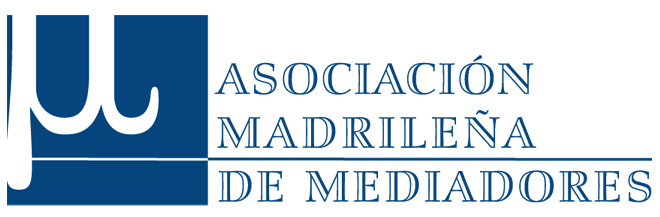 µ
ASOCIACIÓN
MADRILEÑA
DE MEDIADORES